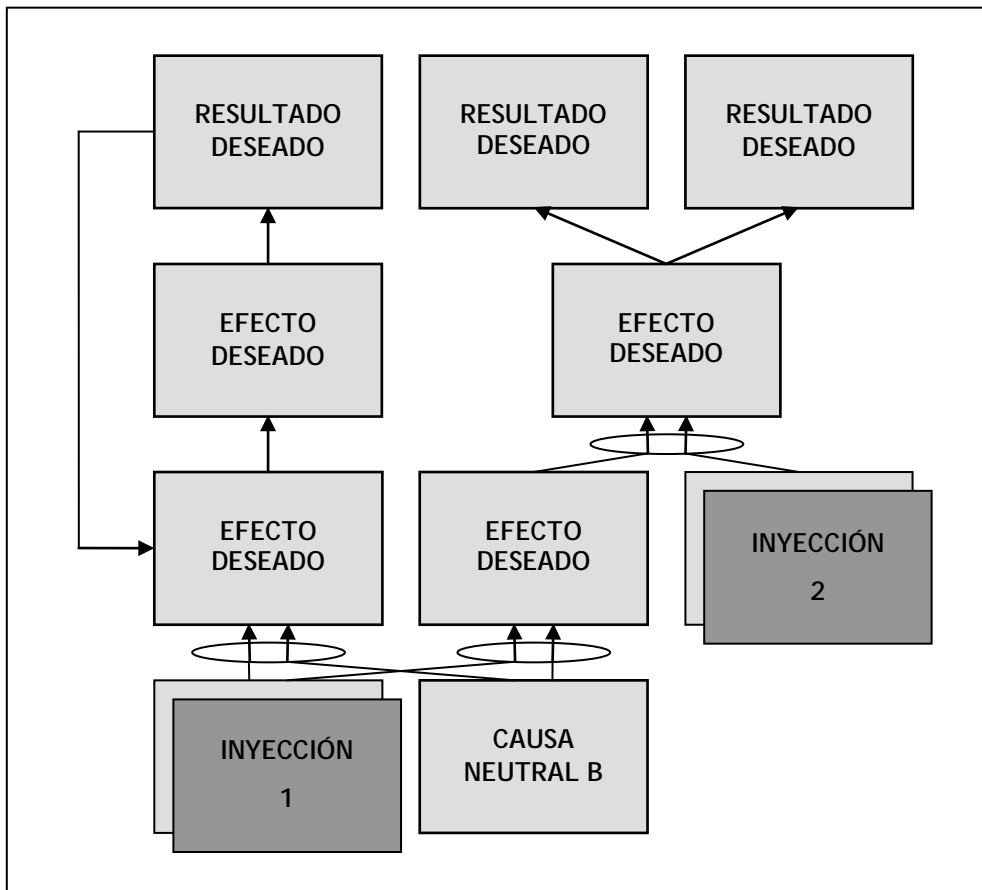 RESULTADO
DESEADO
RESULTADO
DESEADO
RESULTADO
DESEADO
EFECTO
DESEADO
EFECTO
DESEADO
EFECTO
DESEADO
EFECTO
DESEADO
INYECCIÓN
2
INYECCIÓN
1
CAUSA
NEUTRAL B